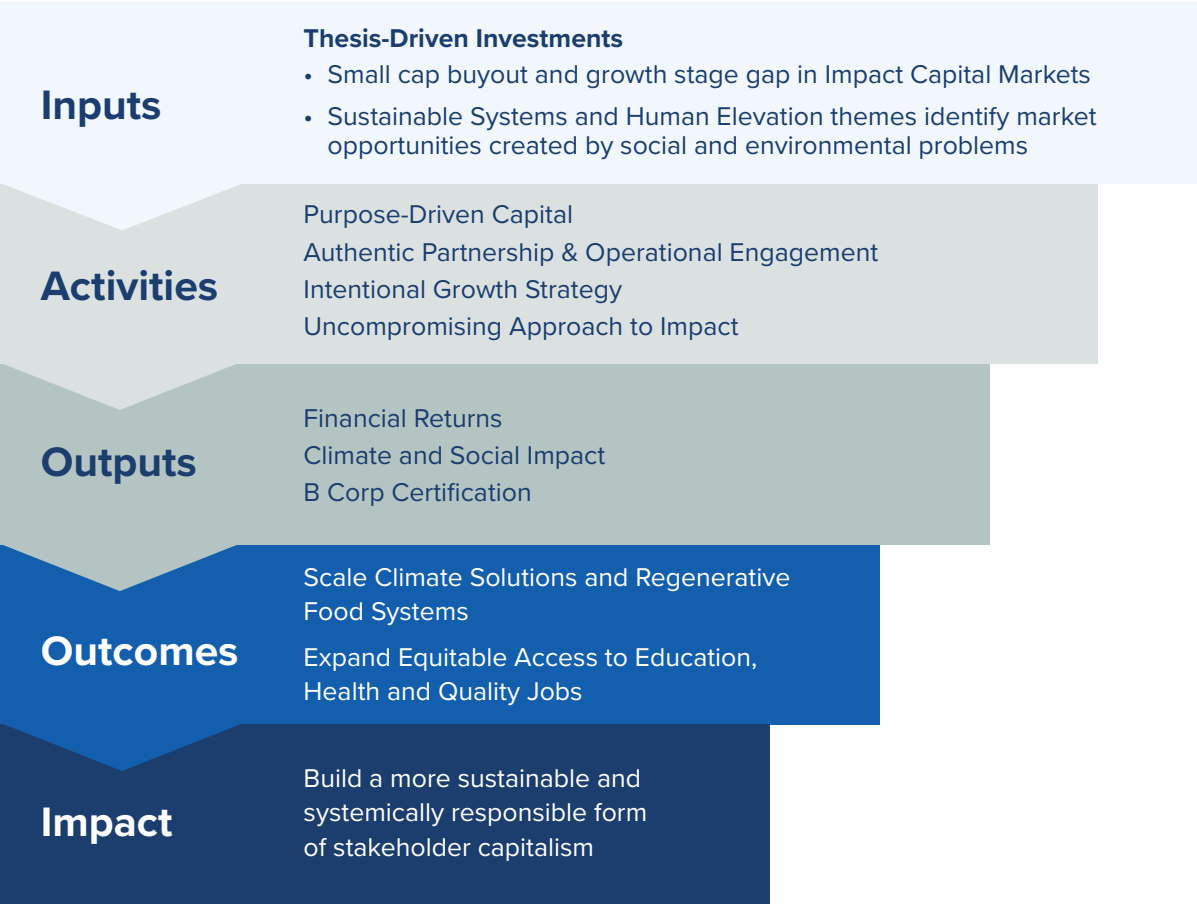 Inputs
Thesis-Driven Investments
• Small cap buyout and growth stage gap in Impact Capital Markets
• Sustainable Systems and Human Elevation themes identify market
opportunities created by social and environmental problems
Activities
Purpose-Driven Capital
Authentic Partnership & Operational Engagement
Intentional Growth Strategy
Uncompromising Approach to Impact
Outputs
Financial Returns
Climate and Social Impact
B Corp Certification
Outcomes
Scale Climate Solutions and Regenerative
Food Systems
Expand Equitable Access to Education,
Health and Quality Jobs
Impact
Build a more sustainable and
systemically responsible form
of stakeholder capitalism